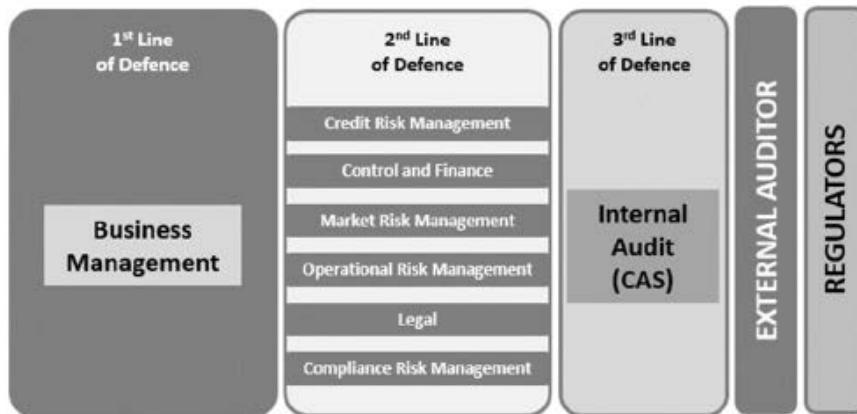 1st Line
of Defence
Business
Management
2nd Line
of Defence
Credit Risk Management
Control and Finance
Market Risk Management
Operational Risk Management
Legal
Compliance Risk Management
3rd Line
of Defence
Internal
Audit
(CAS)
EXTERNAL AUDITOR
REGULATORS